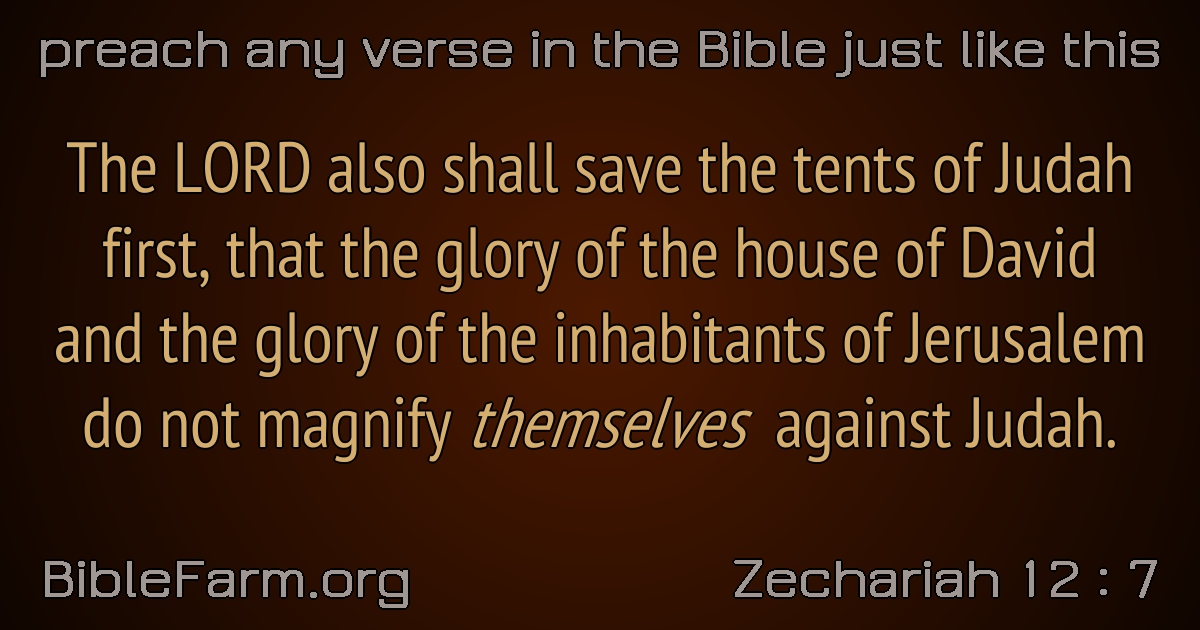 preach any verse in the Bible just like this
The LORD also shall save the tents of Judah
first, that the glory of the house of David
and the glory of the inhabitants of Jerusalem
do not magnify themselves against Judah.
BibleFarm.org
Zechariah 12 : 7